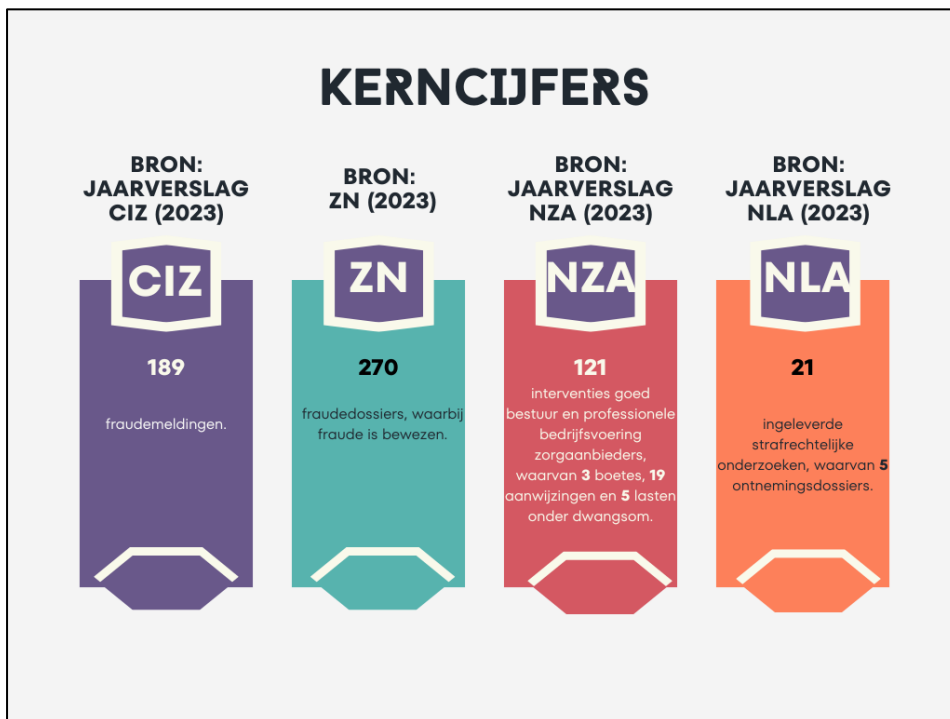 KERNCIJFERS
BRON:
JAARVERSLAG
CIZ (2023)
CIZ
189
fraudemeldingen.
BRON:
ZN (2023)
ZN
270
fraudedossiers, waarbij
fraude is bewezen.
BRON:
JAARVERSLAG
NZA (2023)
NZA
121
interventies goed
bestuur en professionele
bedrijfsvoering
zorgaanbieders,
waarvan 3 boetes, 19
aanwijzingen en 5 lasten
onder dwangsom.
BRON:
JAARVERSLAG
NLA (2023)
NLA
21
ingeleverde
strafrechtelijke
onderzoeken, waarvan 5
ontnemingsdossiers.